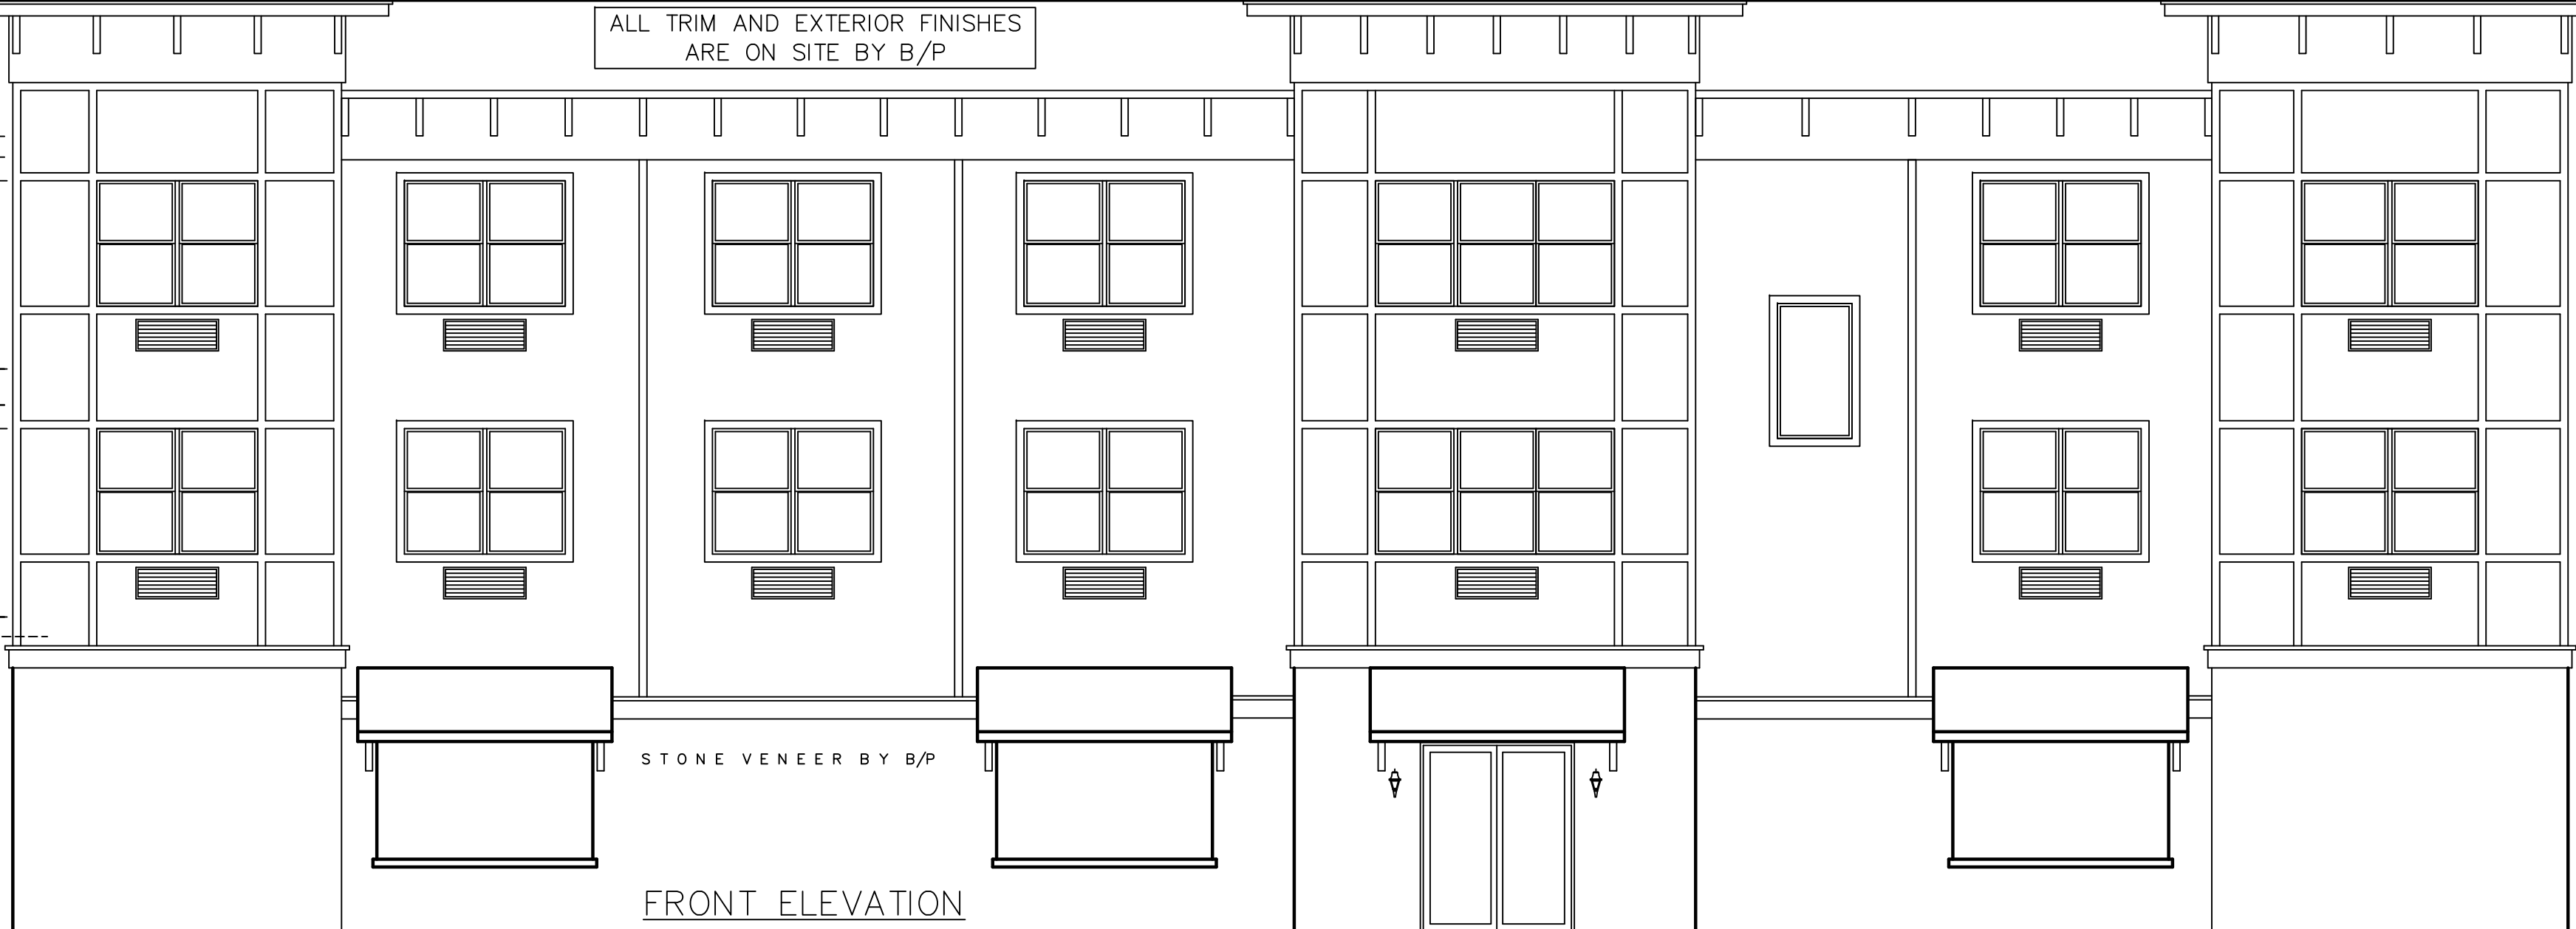 ALL TRIM AND EXTERIOR FINISHES
ARE ON SITE BY B/P
STONE VENEER BY B/P
FRONT ELEVATION